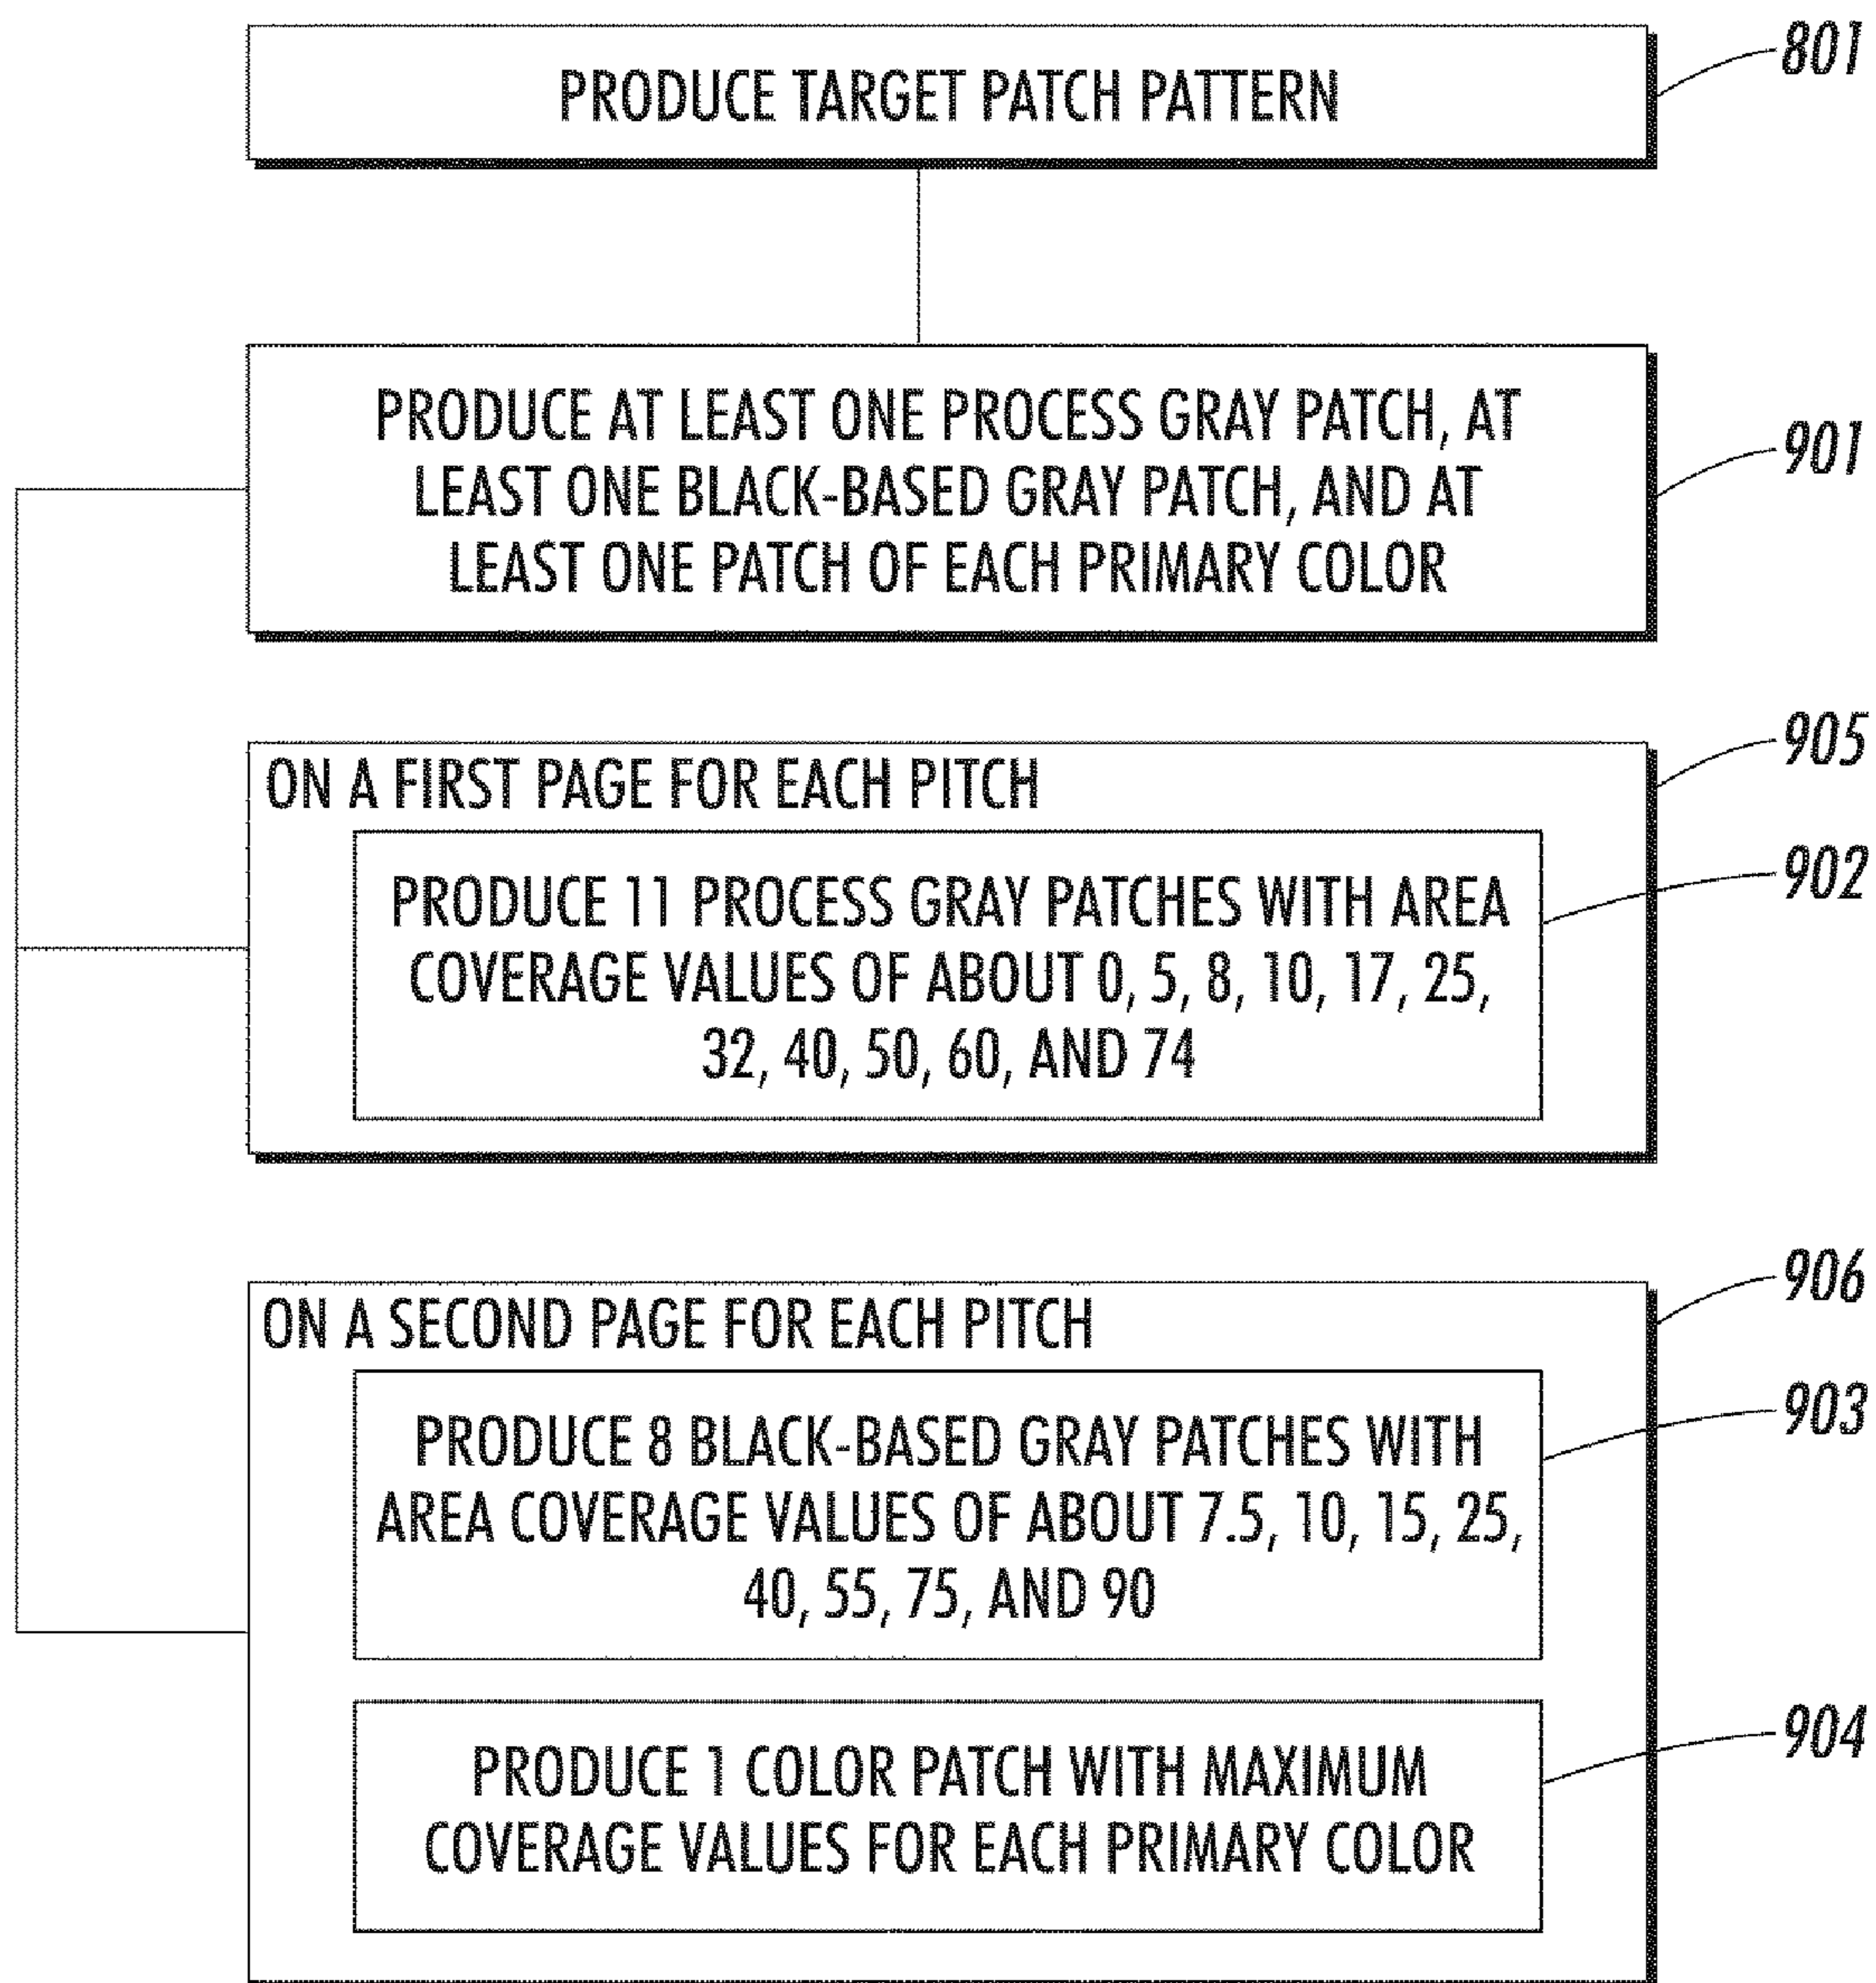 801
PRODUCE TARGET PATCH PATTERN
901
PRODUCE AT LEAST ONE PROCESS GRAY PATCH, AT
LEAST ONE BLACK-BASED GRAY PATCH, AND AT
LEAST ONE PATCH OF EACH PRIMARY COLOR
905
ON A FIRST PAGE FOR EACH PITCH
902
PRODUCE 11 PROCESS GRAY PATCHES WITH AREA
COVERAGE VALUES OF ABOUT 0, 5, 8, 10, 17, 25,
32, 40, 50, 60, AND 74
906
ON A SECOND PAGE FOR EACH PITCH
903
PRODUCE 8 BLACK-BASED GRAY PATCHES WITH
AREA COVERAGE VALUES OF ABOUT 7.5, 10, 15, 25,
40, 55, 75, AND 90
904
PRODUCE 1 COLOR PATCH WITH MAXIMUM
COVERAGE VALUES FOR EACH PRIMARY COLOR